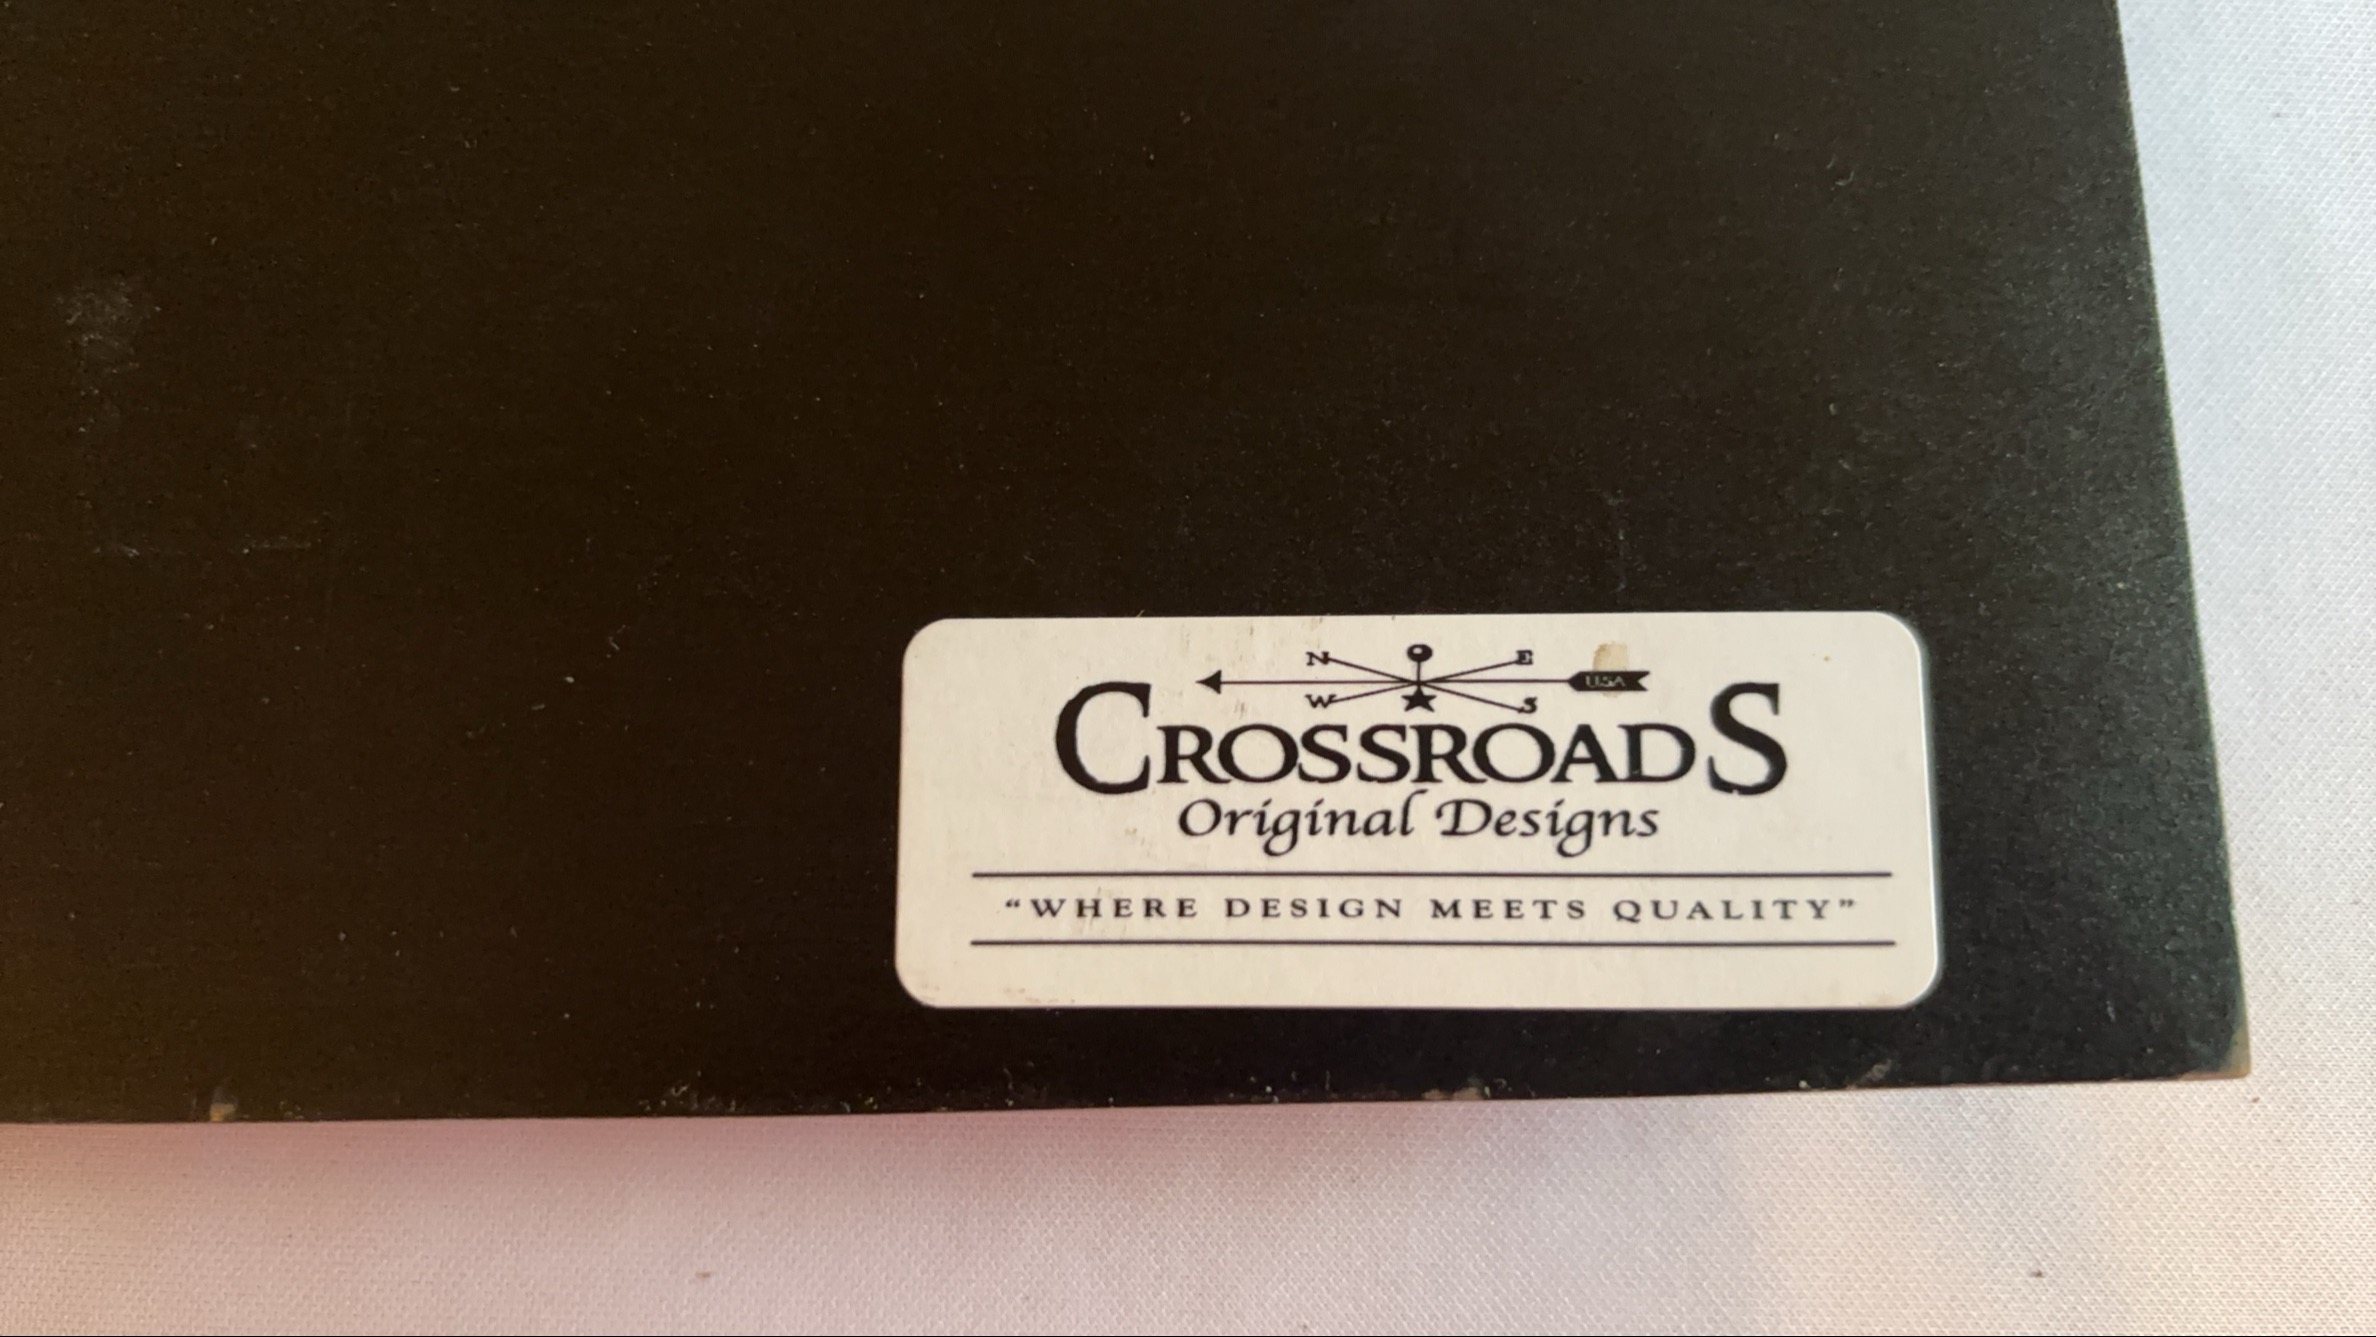 N E
USA
W S
CROSSROADS
Original Designs
"WHERE DESIGN MEETS QUALITY"